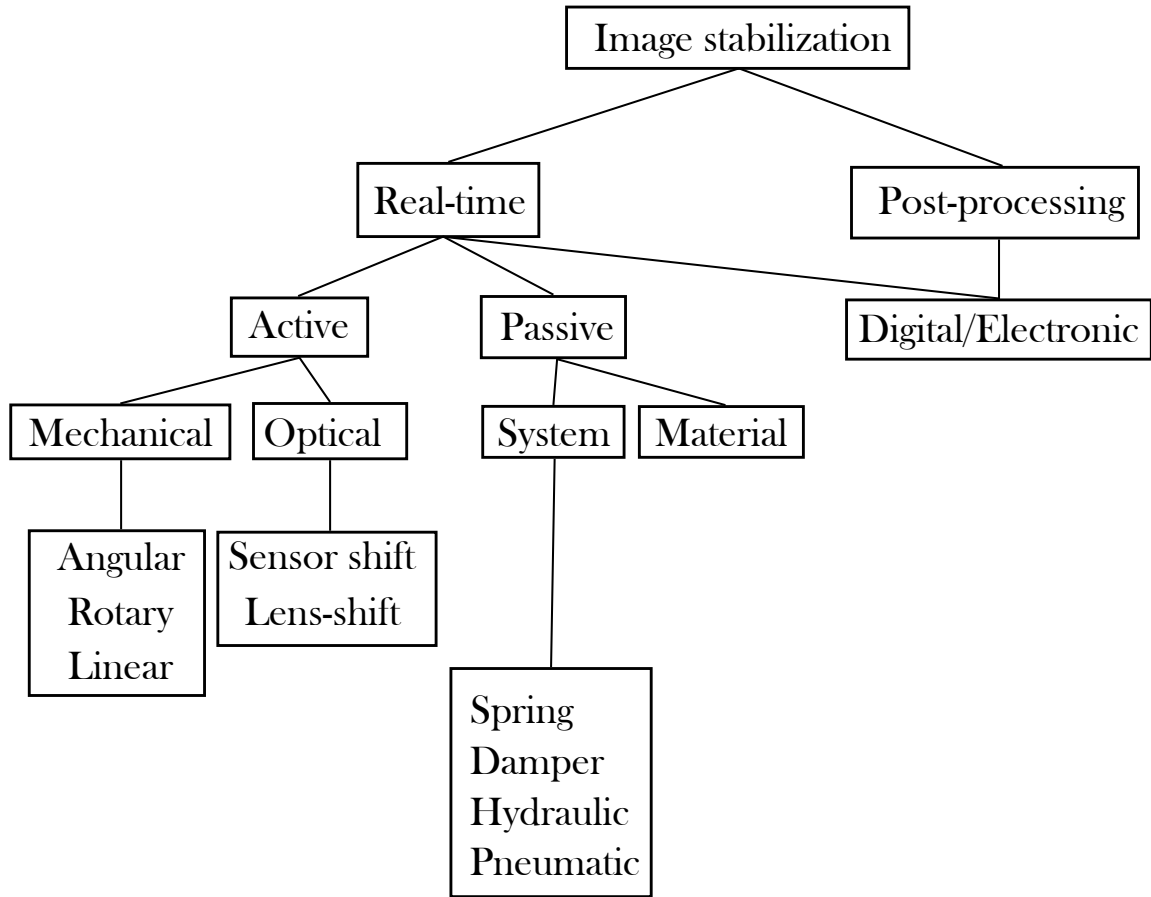 Image stabilization
Real-time
Post-processing
Active
Passive
Digital/Electronic
Mechanical
Optical
System
Material
Angular
Rotary
Linear
Sensor shift
Lens-shift
Spring
Damper
Hydraulic
Pneumatic